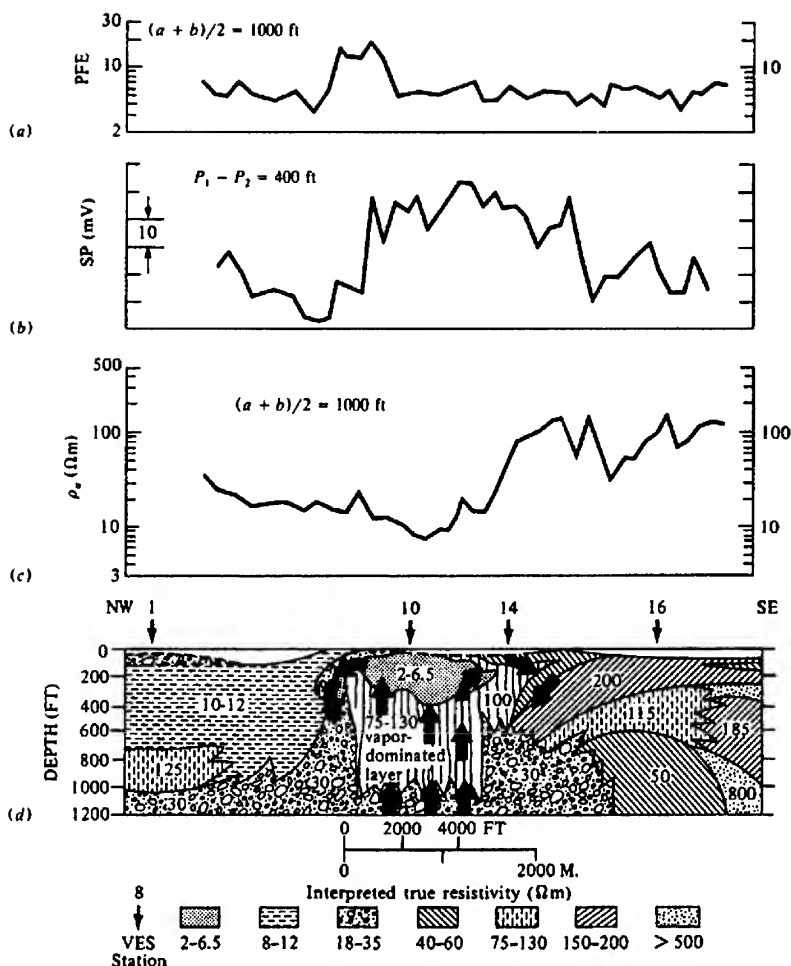 30
(a + b)/2 = 1000 ft
PFE
10
10
2
(a)
P₁ − P₂ = 400 ft
SP (mV)
10
(b)
500
500
(a + b)/2 = 1000 ft
ρₐ (Ωm)
100
100
10
10
3
(c)
NW 1 10 14 16 SE
0
0
200
400
600
800
1000
1200
DEPTH (FT)
2-6.5
10-12
200
100
75-130
vapor-
dominated
layer
115
185
125
30
30
30
50
800
(d)
0 2000 4000 FT
0 2000 M.
Interpreted true resistivity (Ωm)
8
VES
Station
2-6.5 8-12 18-35 40-60 75-130 150-200 > 500